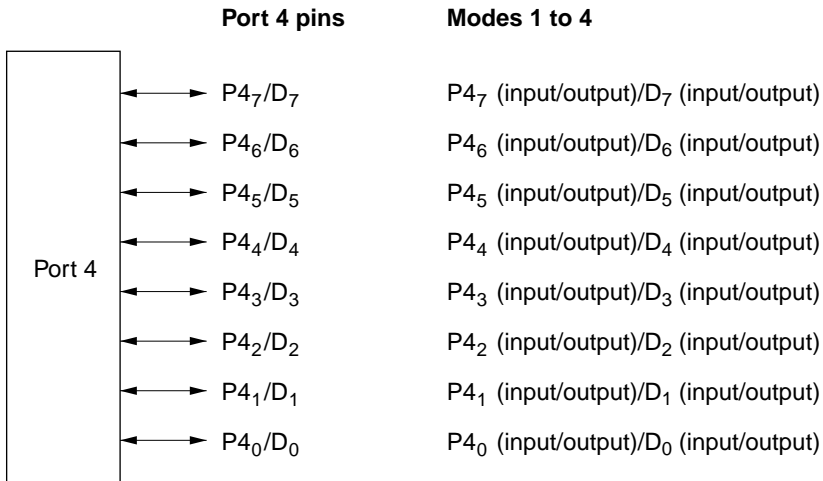 Port 4 pins Modes 1 to 4
P4₇/D₇ P4₇ (input/output)/D₇ (input/output)
P4₆/D₆ P4₆ (input/output)/D₆ (input/output)
P4₅/D₅ P4₅ (input/output)/D₅ (input/output)
P4₄/D₄ P4₄ (input/output)/D₄ (input/output)
Port 4
P4₃/D₃ P4₃ (input/output)/D₃ (input/output)
P4₂/D₂ P4₂ (input/output)/D₂ (input/output)
P4₁/D₁ P4₁ (input/output)/D₁ (input/output)
P4₀/D₀ P4₀ (input/output)/D₀ (input/output)